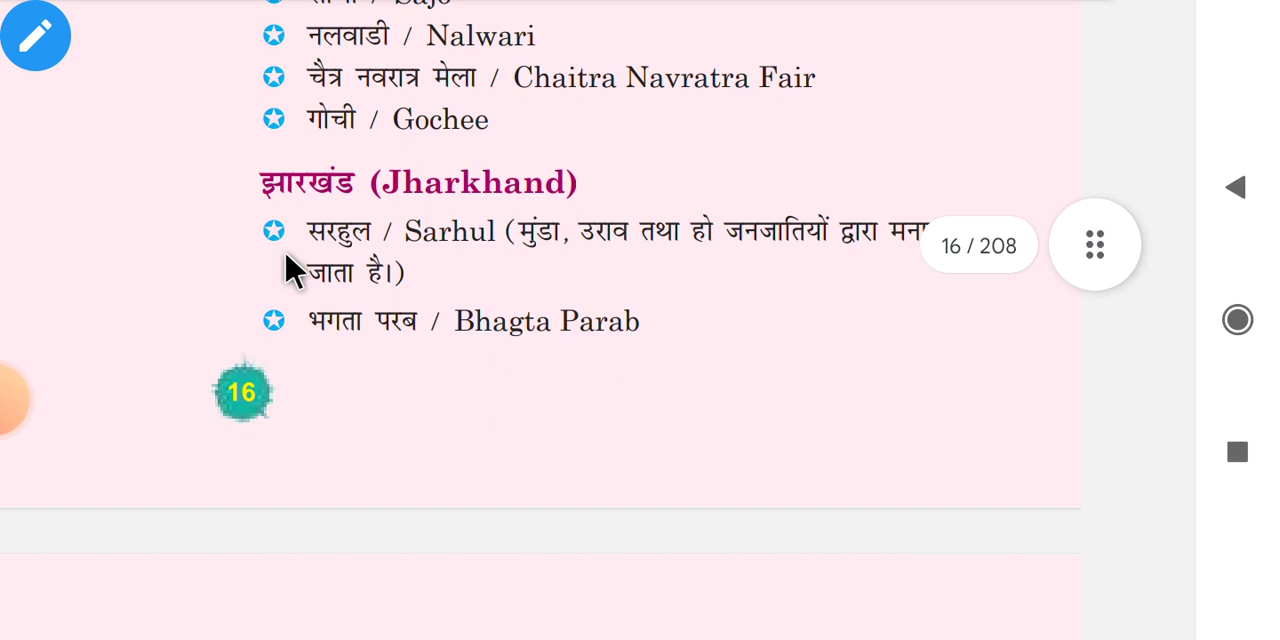 नलवाडी / Nalwari
चैत्र नवरात्र मेला / Chaitra Navratra Fair
गोची / Gochee
झारखंड (Jharkhand)
सरहुल / Sarhul (मुंडा, उराव तथा हो जनजातियों द्वारा
16 / 208
जाता है।)
भगता परब / Bhagta Parab
16